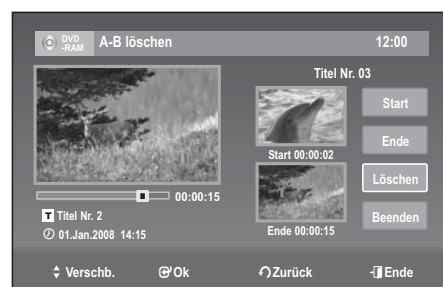 DVD
-RAM
A-B löschen
12:00
Titel Nr. 03
Start 00:00:02
Ende 00:00:15
Start
Ende
Löschen
Beenden
00:00:15
T Titel Nr. 2
01.Jan.2008 14:15
Verschb.
Ok
Zurück
Ende